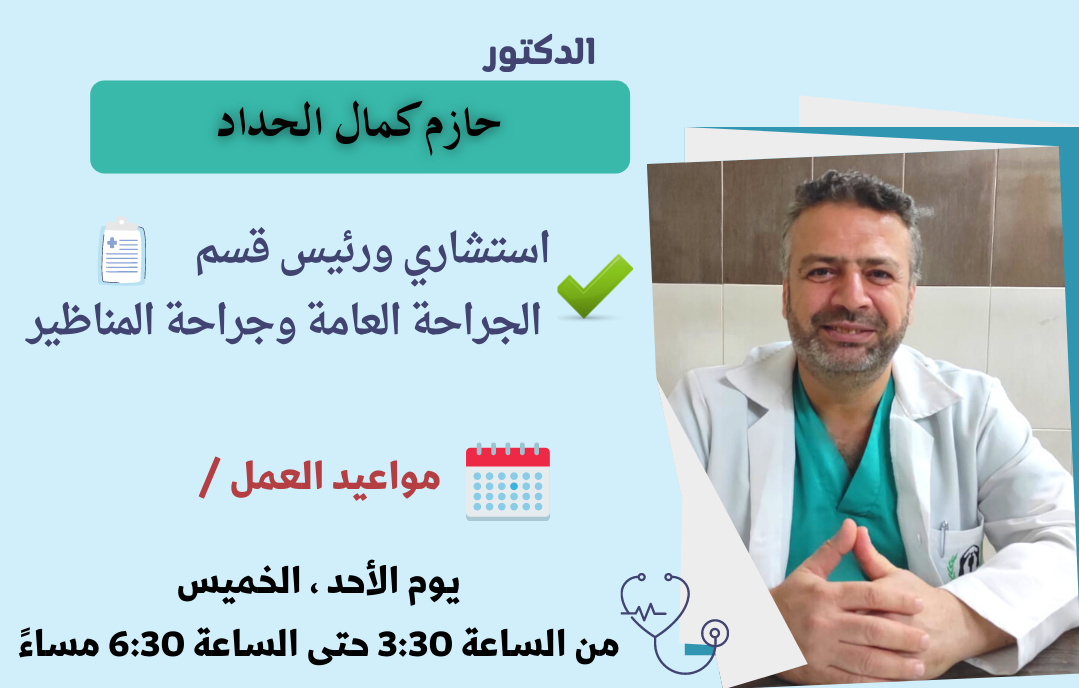 الدكتور
حازم كمال الحداد
استشاري ورئيس قسم
الجراحة العامة وجراحة المناظير
مواعيد العمل /
يوم الأحد ، الخميس
من الساعة 3:30 حتى الساعة 6:30 مساءً